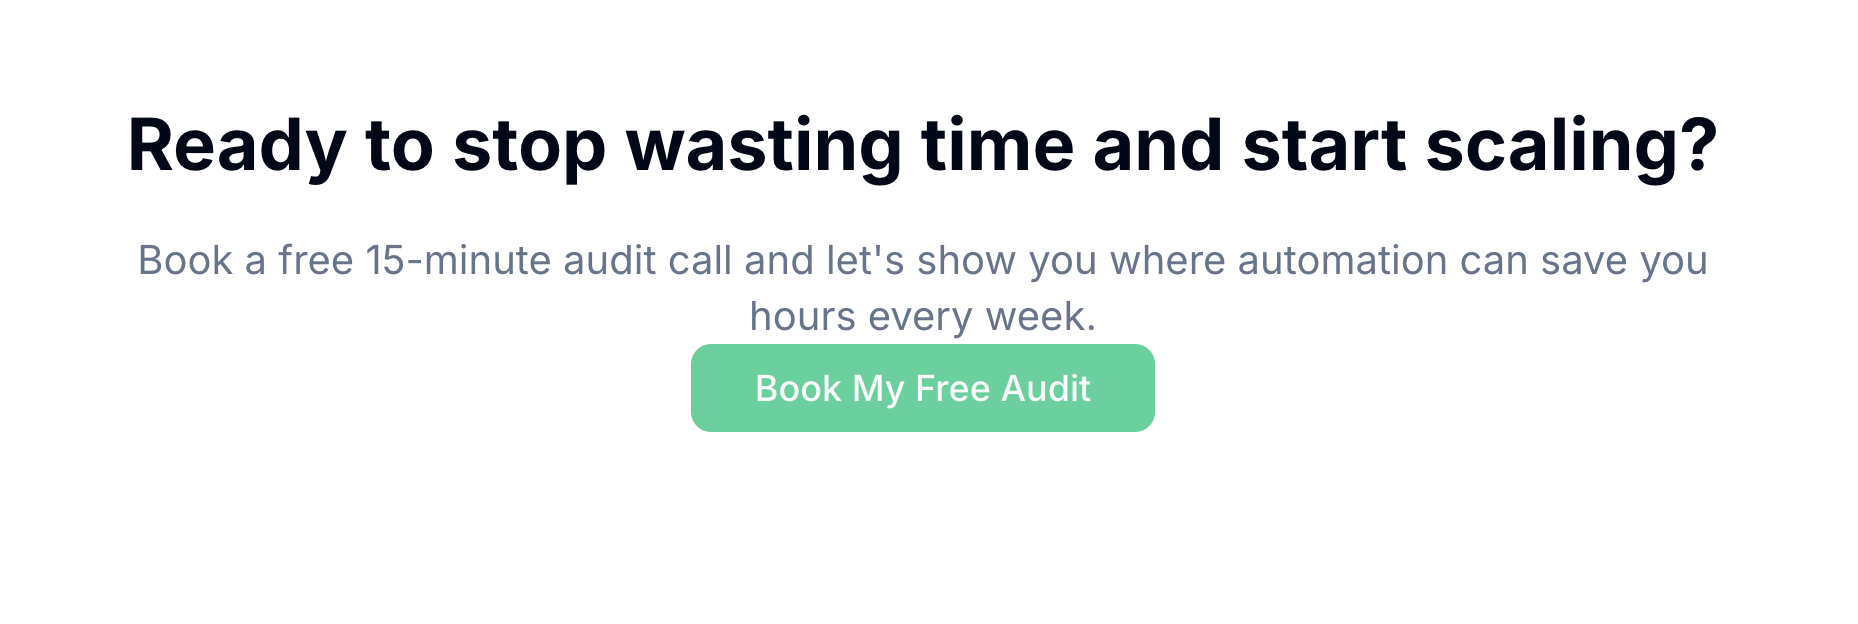 Ready to stop wasting time and start scaling?
Book a free 15-minute audit call and let's show you where automation can save you
hours every week.
Book My Free Audit